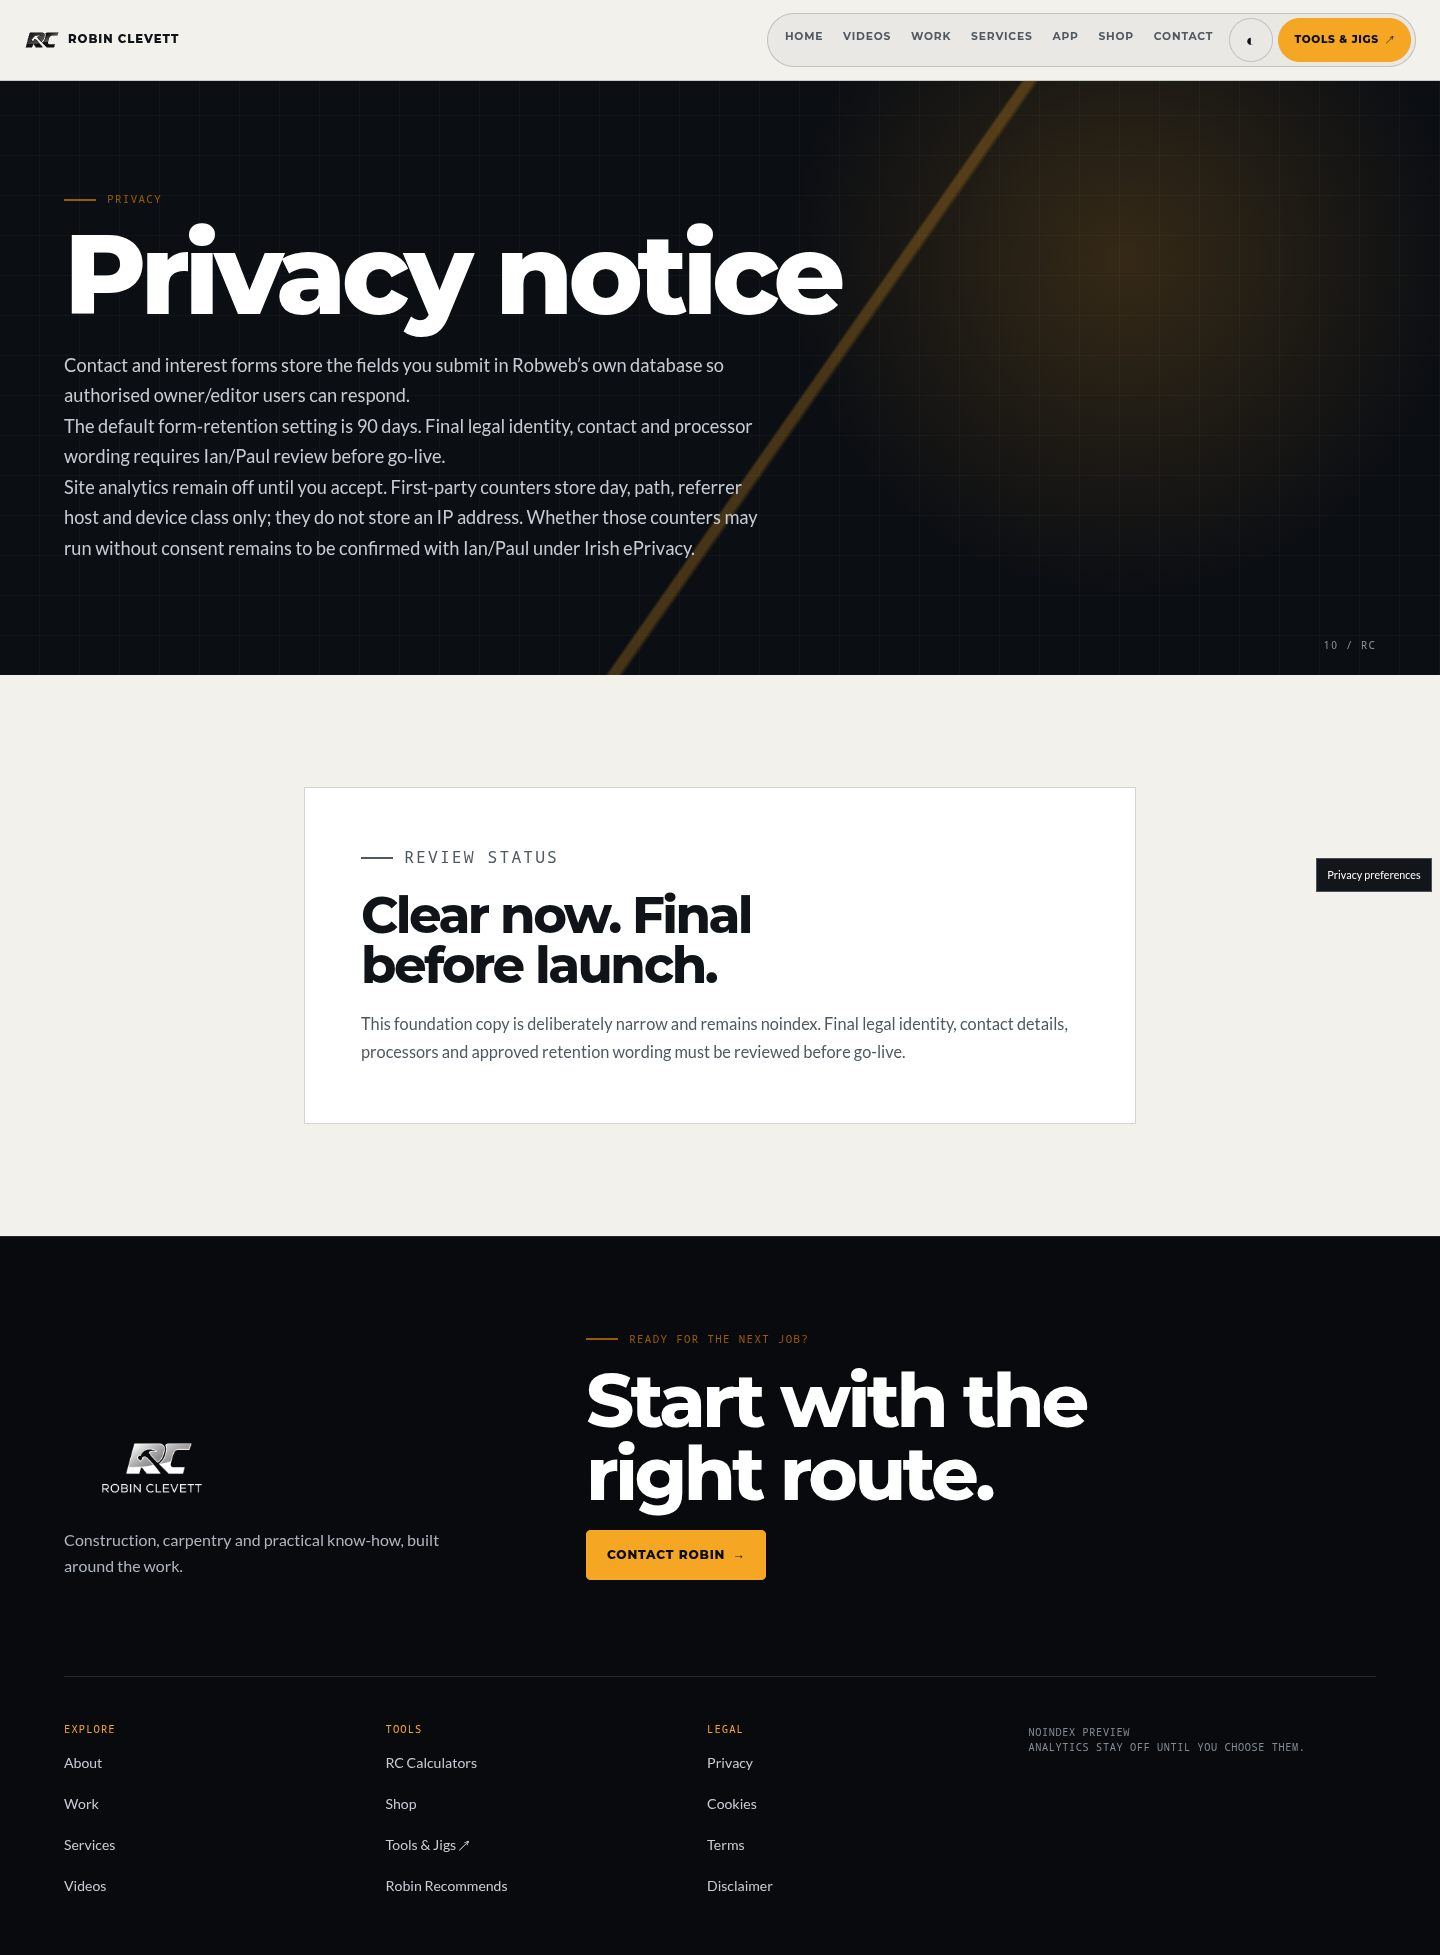 RC ROBIN CLEVETT
HOME VIDEOS WORK SERVICES APP SHOP CONTACT TOOLS & JIGS ↗
PRIVACY
Privacy notice
Contact and interest forms store the fields you submit in Robweb’s own database so
authorised owner/editor users can respond.
The default form-retention setting is 90 days. Final legal identity, contact and processor
wording requires Ian/Paul review before go-live.
Site analytics remain off until you accept. First-party counters store day, path, referrer
host and device class only; they do not store an IP address. Whether those counters may
run without consent remains to be confirmed with Ian/Paul under Irish ePrivacy.
10 / RC
REVIEW STATUS
Clear now. Final
before launch.
This foundation copy is deliberately narrow and remains noindex. Final legal identity, contact details,
processors and approved retention wording must be reviewed before go-live.
Privacy preferences
READY FOR THE NEXT JOB?
Start with the
right route.
CONTACT ROBIN →
RC
ROBIN CLEVETT
Construction, carpentry and practical know-how, built
around the work.
EXPLORE
About
Work
Services
Videos
TOOLS
RC Calculators
Shop
Tools & Jigs ↗
Robin Recommends
LEGAL
Privacy
Cookies
Terms
Disclaimer
NOINDEX PREVIEW
ANALYTICS STAY OFF UNTIL YOU CHOOSE THEM.